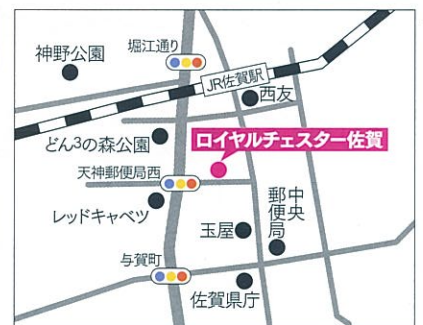 堀江通り
神野公園
JR佐賀駅
西友
どん3の森公園
ロイヤルチェスター佐賀
天神郵便局西
レッドキャベツ
中央
郵便局
玉屋
与賀町
佐賀県庁